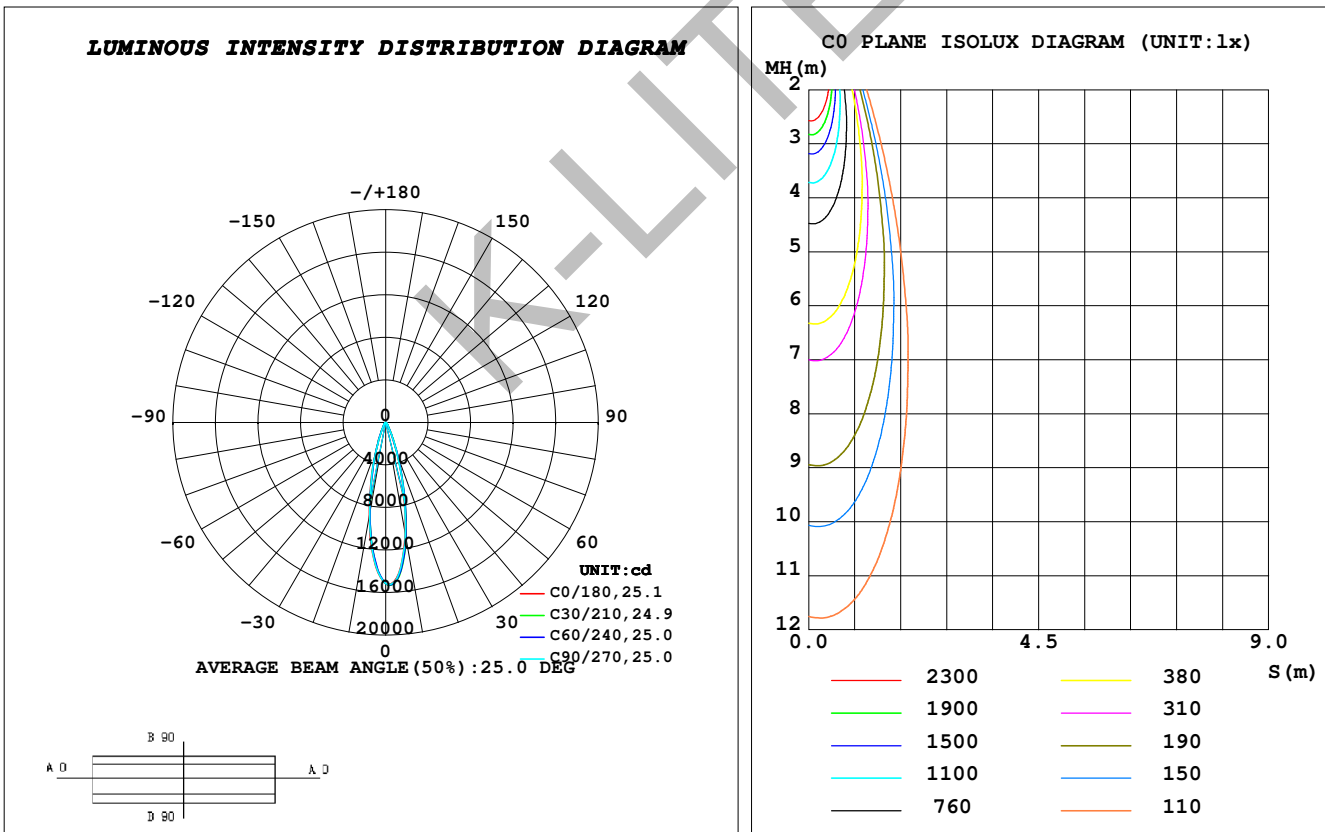 LUMINOUS INTENSITY DISTRIBUTION DIAGRAM
-/+180
-150
150
-120
120
-90
90
-60
60
-30
30
0
0
4000
8000
12000
16000
20000
UNIT:cd
C0/180,25.1
C30/210,24.9
C60/240,25.0
C90/270,25.0
AVERAGE BEAM ANGLE(50%):25.0 DEG
B 90
A 0
A 0
D 90
K-LITE
C0 PLANE ISOLUX DIAGRAM (UNIT:lx)
MH(m)
2
3
4
5
6
7
8
9
10
11
12
0.0
4.5
9.0
S(m)
2300
380
1900
310
1500
190
1100
150
760
110